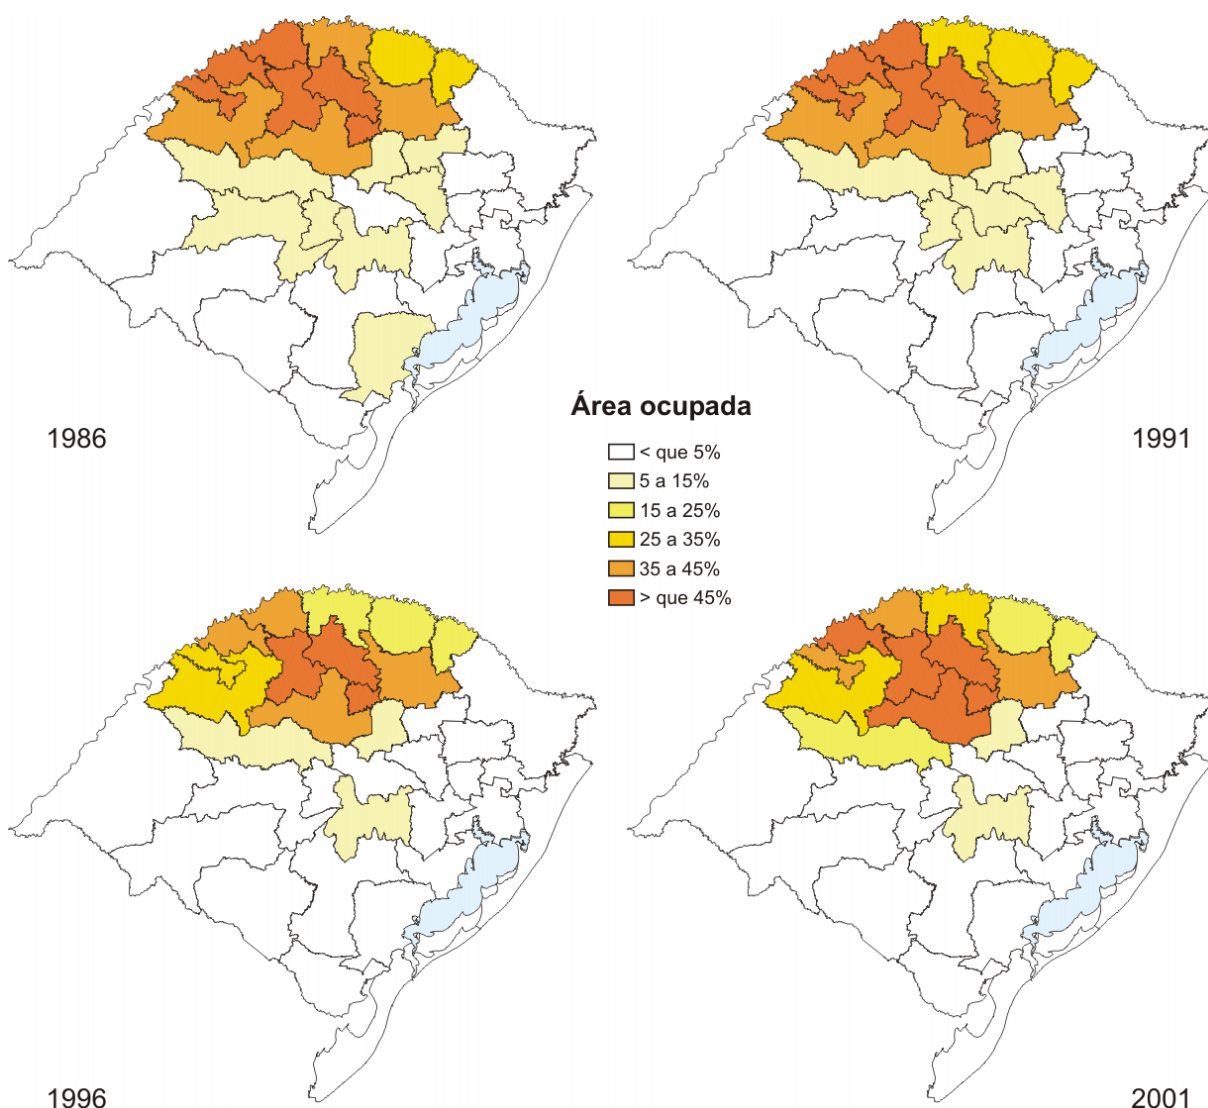 1986
1991
Área ocupada
< que 5%
5 a 15%
15 a 25%
25 a 35%
35 a 45%
> que 45%
1996
2001